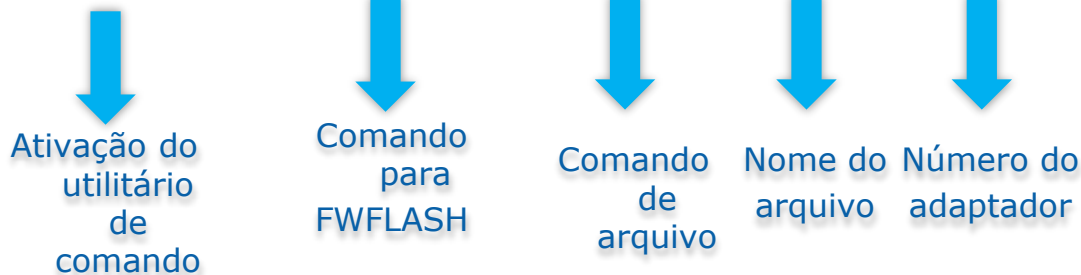 Ativação do
utilitário
de
comando
Comando
para
FWFLASH
Comando
de
arquivo
Nome do
arquivo
Número do
adaptador